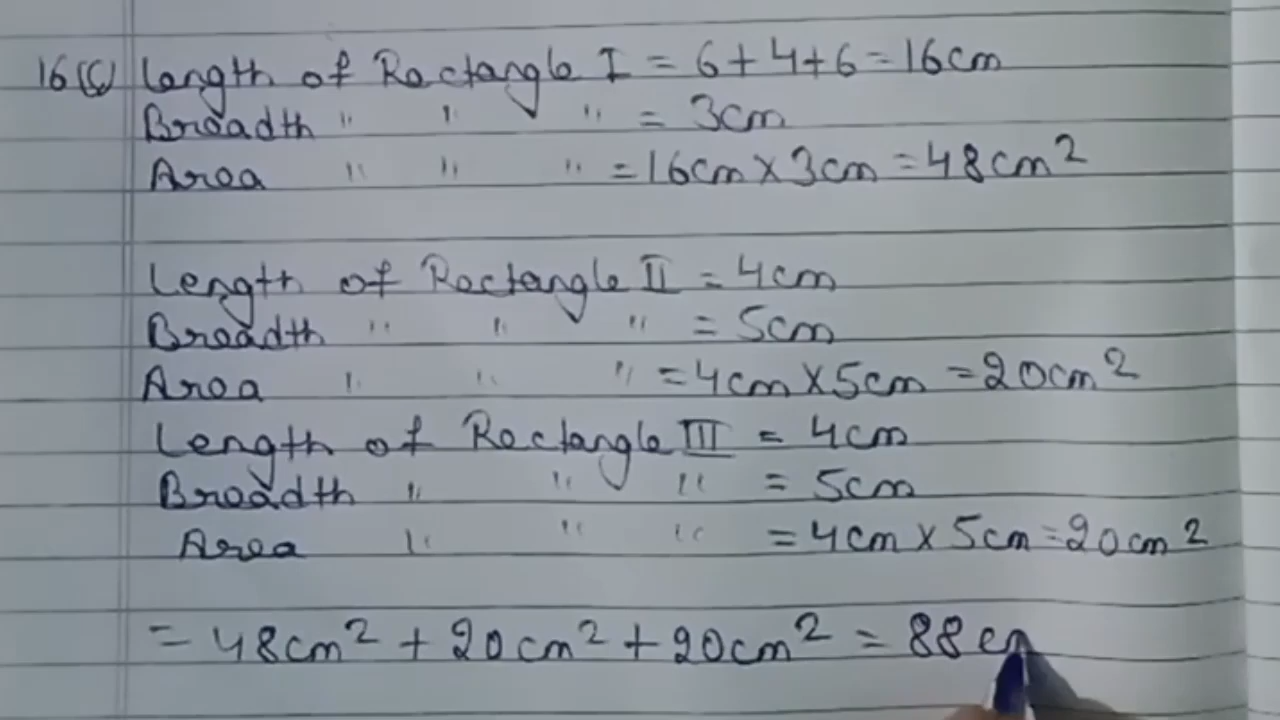 16(c) Length of Rectangle I = 6+4+6=16cm
Breadth " " " = 3cm
Area " " " =16cm×3cm=48cm²
Length of Rectangle II = 4cm
Breadth " " " = 5cm
Area " " " =4cm×5cm=20cm²
Length of Rectangle III = 4cm
Breadth " " " = 5cm
Area " " " =4cm×5cm=20cm²
= 48cm² + 20cm² + 20cm² = 88cm